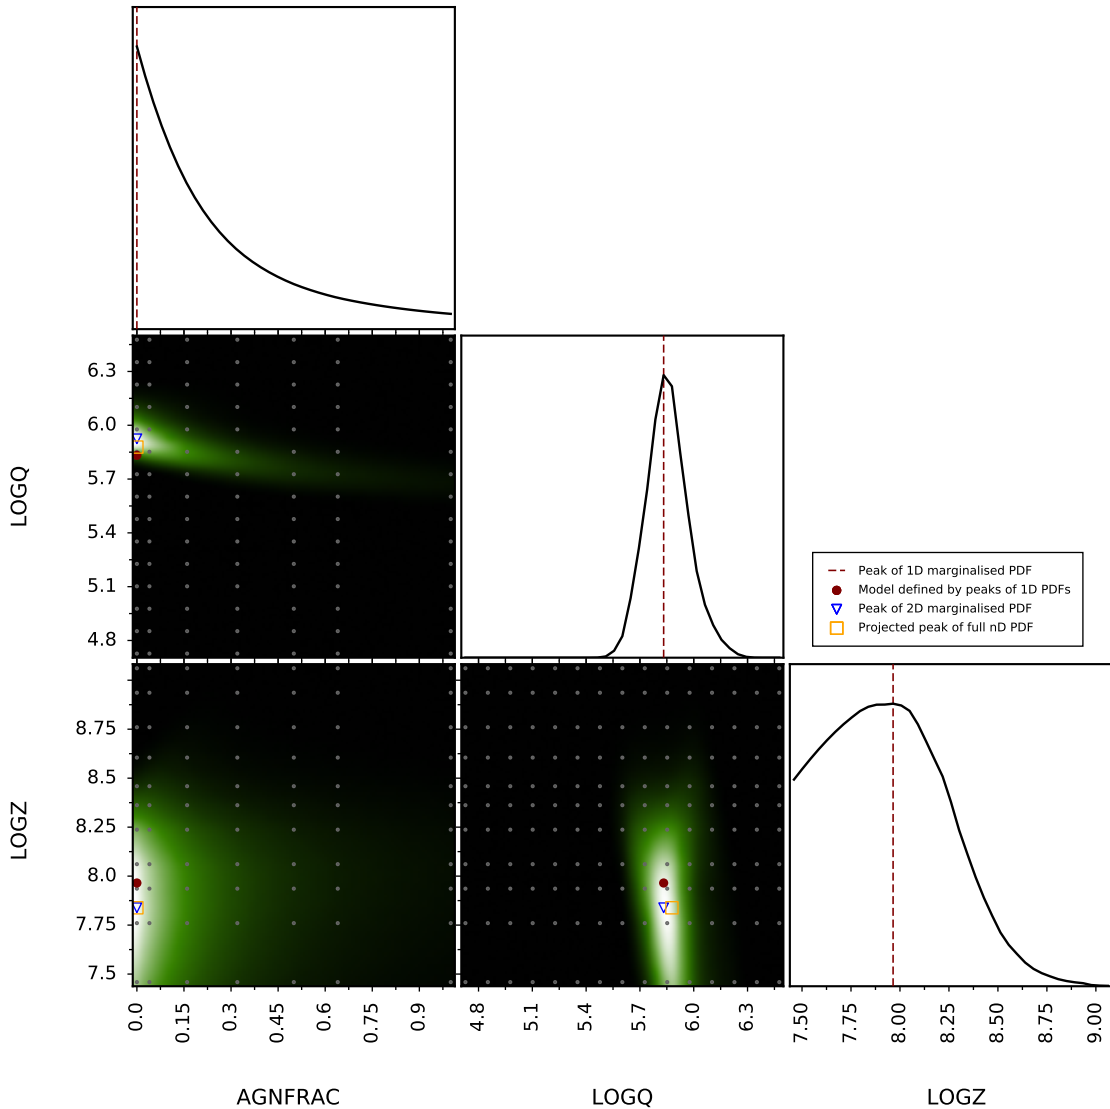 6.3
6.0
5.7
5.4
5.1
4.8
LOGQ
Peak of 1D marginalised PDF
Model defined by peaks of 1D PDFs
Peak of 2D marginalised PDF
Projected peak of full nD PDF
8.75
8.5
8.25
8.0
7.75
7.5
LOGZ
0.0 0.15 0.3 0.45 0.6 0.75 0.9
4.8 5.1 5.4 5.7 6.0 6.3
7.50 7.75 8.00 8.25 8.50 8.75 9.00
AGNFRAC LOGQ LOGZ